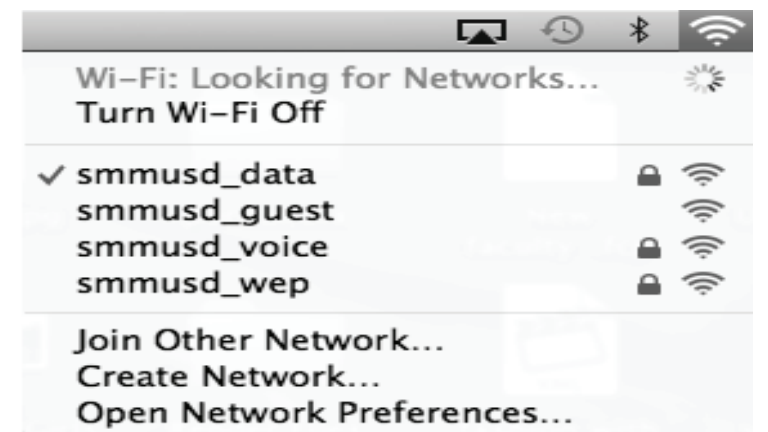 Wi-Fi: Looking for Networks...
Turn Wi-Fi Off
smmusd_data
smmusd_guest
smmusd_voice
smmusd_wep
Join Other Network...
Create Network...
Open Network Preferences...